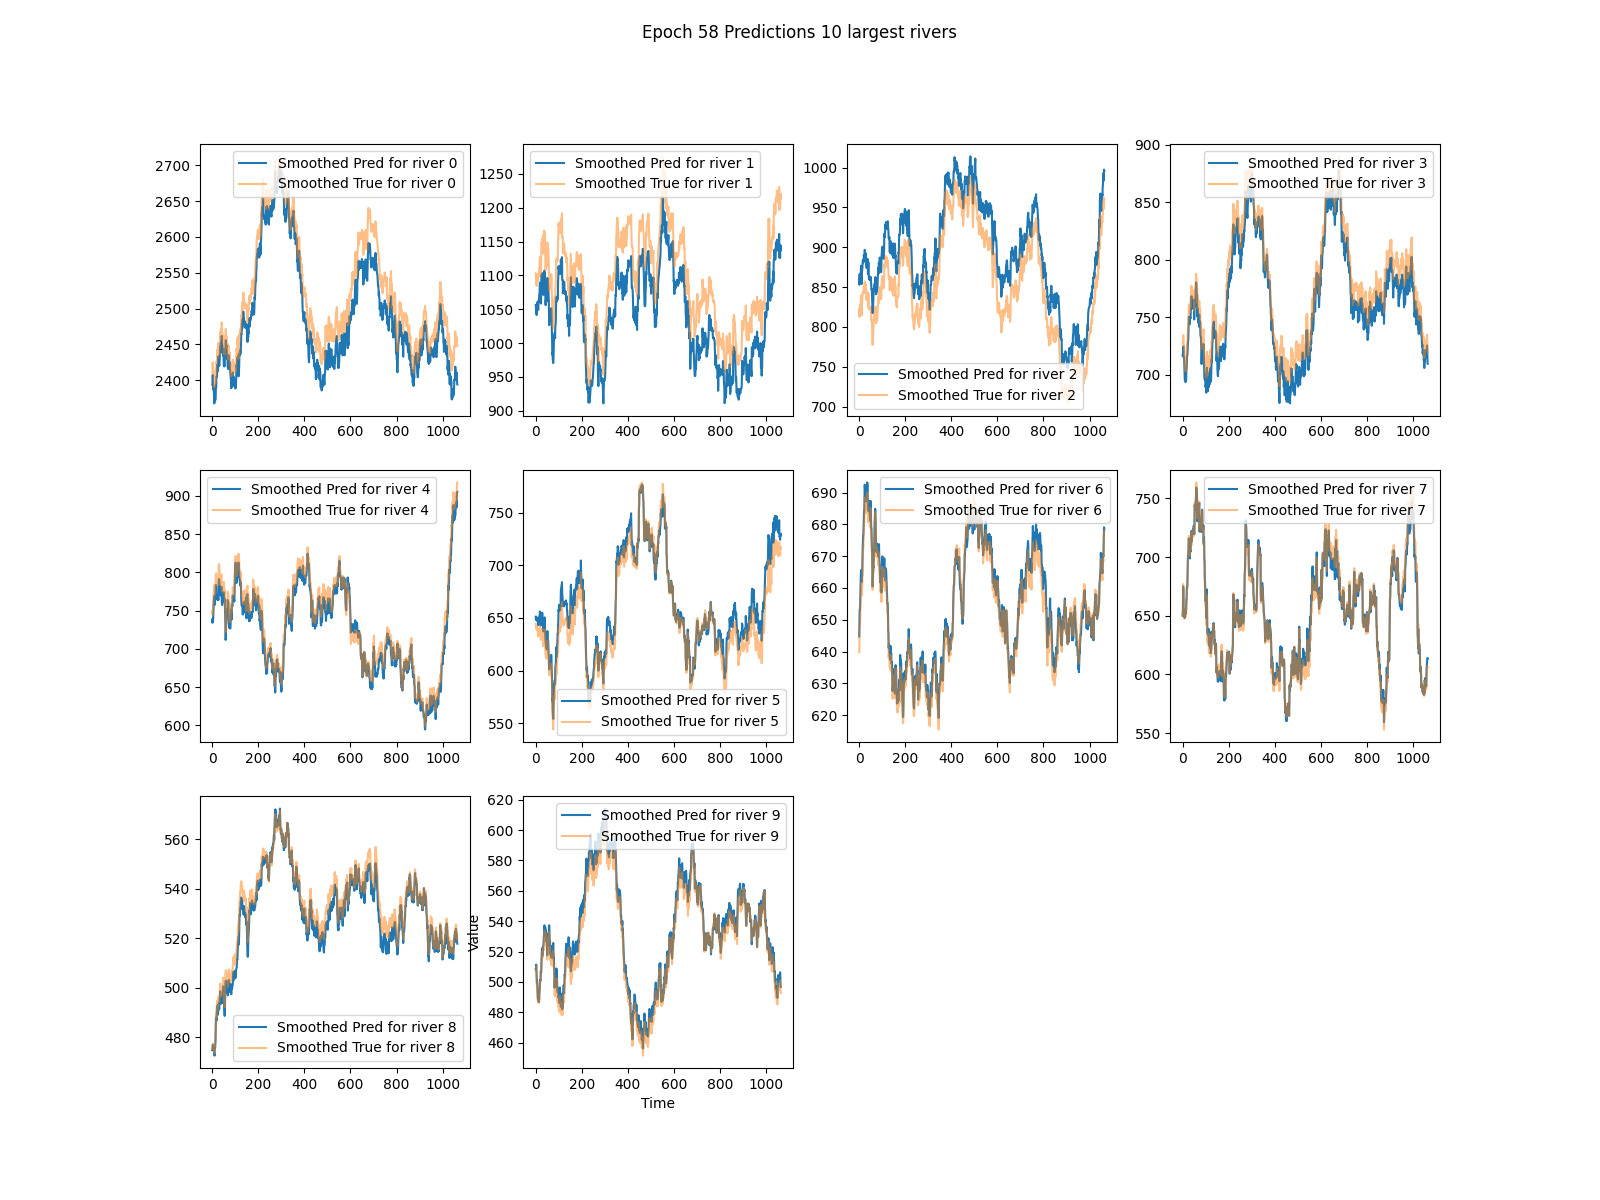 Epoch 58 Predictions 10 largest rivers
2700
2650
2600
2550
2500
2450
2400
0 200 400 600 800 1000
Smoothed Pred for river 0
Smoothed True for river 0
1250
1200
1150
1100
1050
1000
950
900
0 200 400 600 800 1000
Smoothed Pred for river 1
Smoothed True for river 1
1000
950
900
850
800
750
700
0 200 400 600 800 1000
Smoothed Pred for river 2
Smoothed True for river 2
900
850
800
750
700
0 200 400 600 800 1000
Smoothed Pred for river 3
Smoothed True for river 3
900
850
800
750
700
650
600
0 200 400 600 800 1000
Smoothed Pred for river 4
Smoothed True for river 4
750
700
650
600
550
0 200 400 600 800 1000
Smoothed Pred for river 5
Smoothed True for river 5
690
680
670
660
650
640
630
620
0 200 400 600 800 1000
Smoothed Pred for river 6
Smoothed True for river 6
750
700
650
600
550
0 200 400 600 800 1000
Smoothed Pred for river 7
Smoothed True for river 7
560
540
520
500
480
0 200 400 600 800 1000
Smoothed Pred for river 8
Smoothed True for river 8
Value
620
600
580
560
540
520
500
480
460
0 200 400 600 800 1000
Time
Smoothed Pred for river 9
Smoothed True for river 9